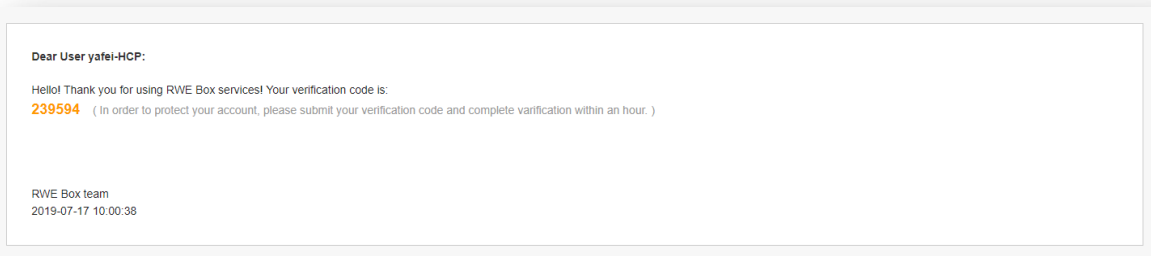 Dear User yafei-HCP:
Hello! Thank you for using RWE Box services! Your verification code is:
239594 ( In order to protect your account, please submit your verification code and complete varification within an hour. )
RWE Box team
2019-07-17 10:00:38